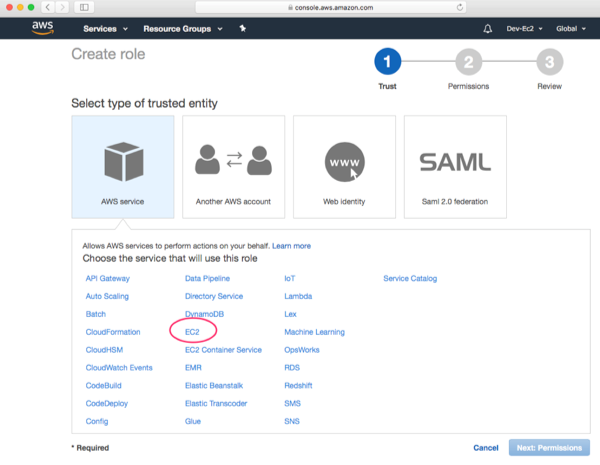 console.aws.amazon.com
aws Services Resource Groups Dev-Ec2 Global
Create role
1 2 3
Trust Permissions Review
Select type of trusted entity
www SAML
AWS service Another AWS account Web identity Saml 2.0 federation
Allows AWS services to perform actions on your behalf. Learn more
Choose the service that will use this role
API Gateway Data Pipeline IoT Service Catalog
Auto Scaling Directory Service Lambda
Batch DynamoDB Lex
CloudFormation EC2 Machine Learning
CloudHSM EC2 Container Service OpsWorks
CloudWatch Events EMR RDS
CodeBuild Elastic Beanstalk Redshift
CodeDeploy Elastic Transcoder SMS
Config Glue SNS
* Required Cancel Next: Permissions